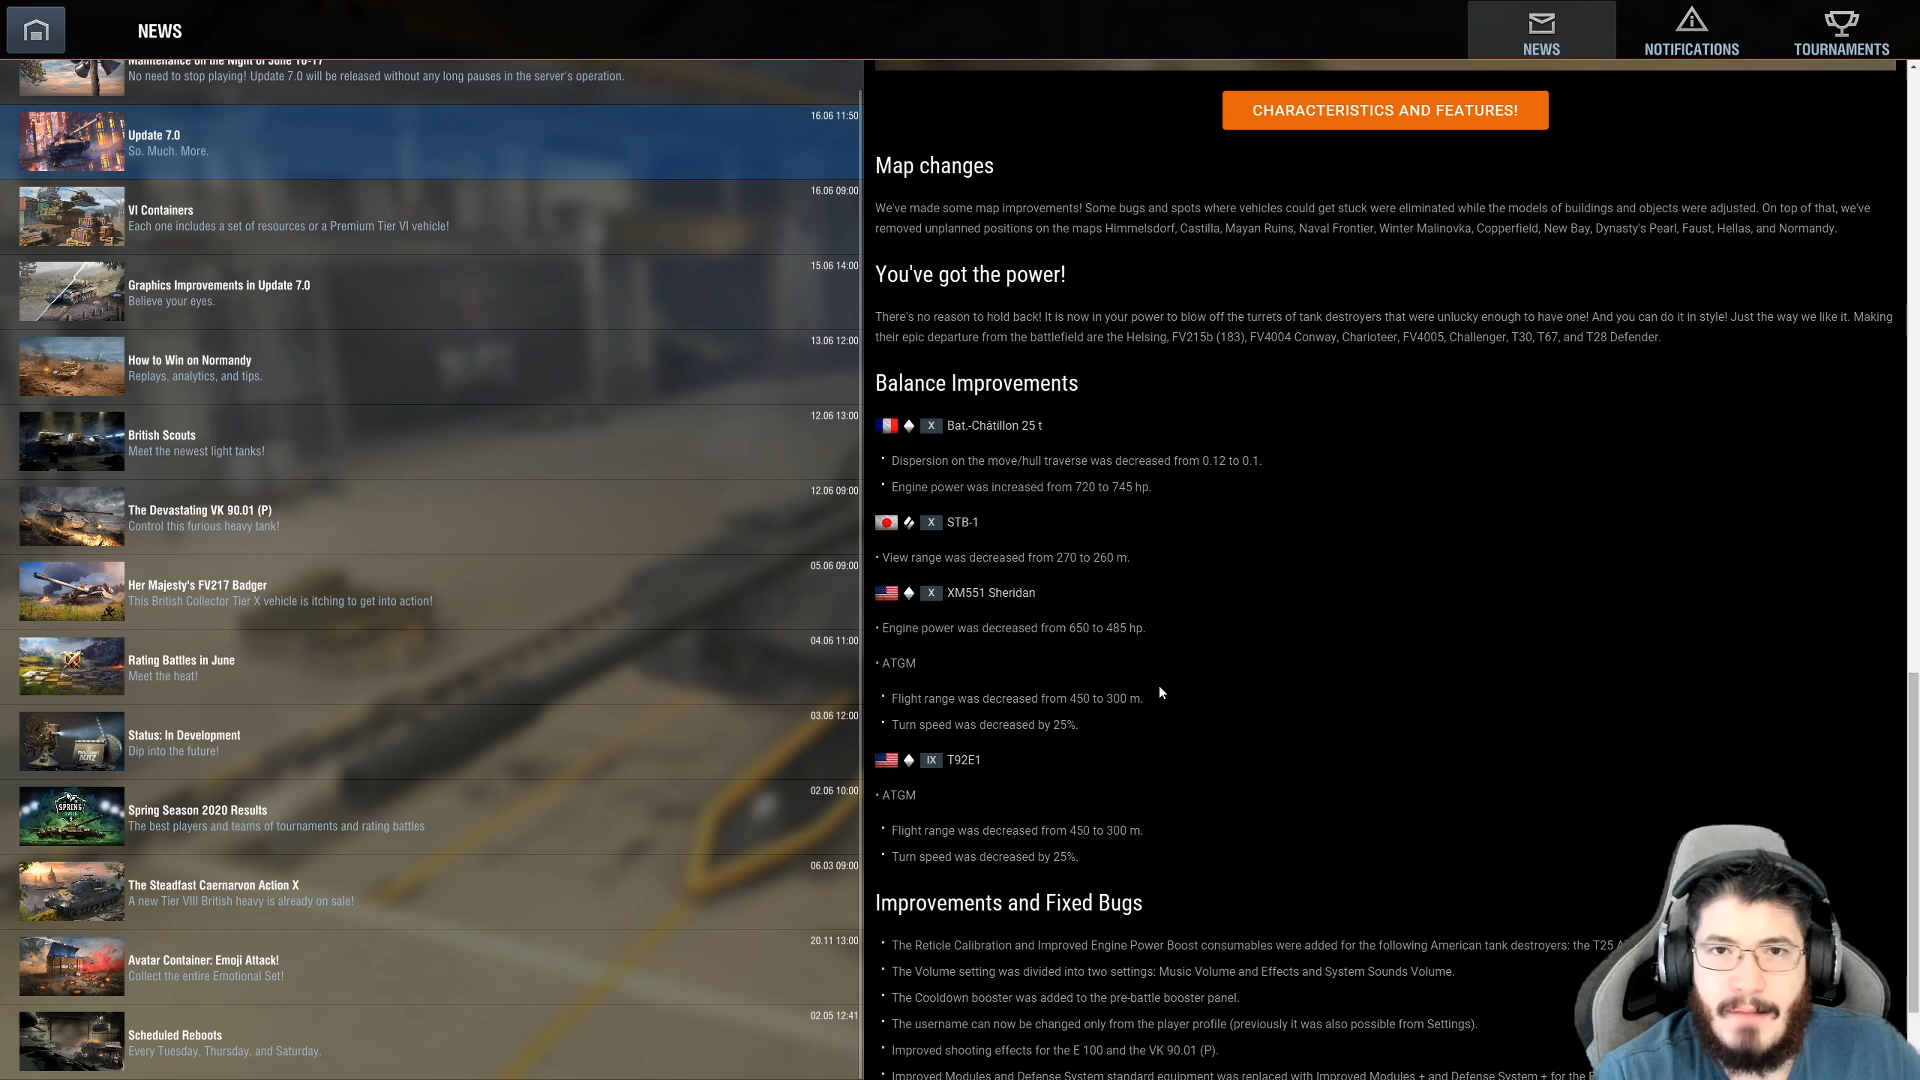 NEWS
NEWS
NOTIFICATIONS
TOURNAMENTS
Maintenance on the Night of June 16-17
No need to stop playing! Update 7.0 will be released without any long pauses in the server's operation.
16.06 11:50
Update 7.0
So. Much. More.
16.06 09:00
VI Containers
Each one includes a set of resources or a Premium Tier VI vehicle!
15.06 14:00
Graphics Improvements in Update 7.0
Believe your eyes.
13.06 12:00
How to Win on Normandy
Replays, analytics, and tips.
12.06 13:00
British Scouts
Meet the newest light tanks!
12.06 09:00
The Devastating VK 90.01 (P)
Control this furious heavy tank!
05.06 09:00
Her Majesty's FV217 Badger
This British Collector Tier X vehicle is itching to get into action!
04.06 11:00
Rating Battles in June
Meet the heat!
03.06 12:00
Status: In Development
Dip into the future!
02.06 10:00
Spring Season 2020 Results
The best players and teams of tournaments and rating battles
06.03 09:00
The Steadfast Caernarvon Action X
A new Tier VIII British heavy is already on sale!
20.11 13:00
Avatar Container: Emoji Attack!
Collect the entire Emotional Set!
02.05 12:41
Scheduled Reboots
Every Tuesday, Thursday, and Saturday.
CHARACTERISTICS AND FEATURES!
Map changes
We've made some map improvements! Some bugs and spots where vehicles could get stuck were eliminated while the models of buildings and objects were adjusted. On top of that, we've
removed unplanned positions on the maps Himmelsdorf, Castilla, Mayan Ruins, Naval Frontier, Winter Malinovka, Copperfield, New Bay, Dynasty's Pearl, Faust, Hellas, and Normandy.
You've got the power!
There's no reason to hold back! It is now in your power to blow off the turrets of tank destroyers that were unlucky enough to have one! And you can do it in style! Just the way we like it. Making
their epic departure from the battlefield are the Helsing, FV215b (183), FV4004 Conway, Charioteer, FV4005, Challenger, T30, T67, and T28 Defender.
Balance Improvements
X Bat.-Châtillon 25 t
• Dispersion on the move/hull traverse was decreased from 0.12 to 0.1.
• Engine power was increased from 720 to 745 hp.
X STB-1
• View range was decreased from 270 to 260 m.
X XM551 Sheridan
• Engine power was decreased from 650 to 485 hp.
• ATGM
• Flight range was decreased from 450 to 300 m.
• Turn speed was decreased by 25%.
IX T92E1
• ATGM
• Flight range was decreased from 450 to 300 m.
• Turn speed was decreased by 25%.
Improvements and Fixed Bugs
• The Reticle Calibration and Improved Engine Power Boost consumables were added for the following American tank destroyers: the T25
• The Volume setting was divided into two settings: Music Volume and Effects and System Sounds Volume.
• The Cooldown booster was added to the pre-battle booster panel.
• The username can now be changed only from the player profile (previously it was also possible from Settings).
• Improved shooting effects for the E 100 and the VK 90.01 (P).
• Improved Modules and Defense System standard equipment was replaced with Improved Modules + and Defense System + for the